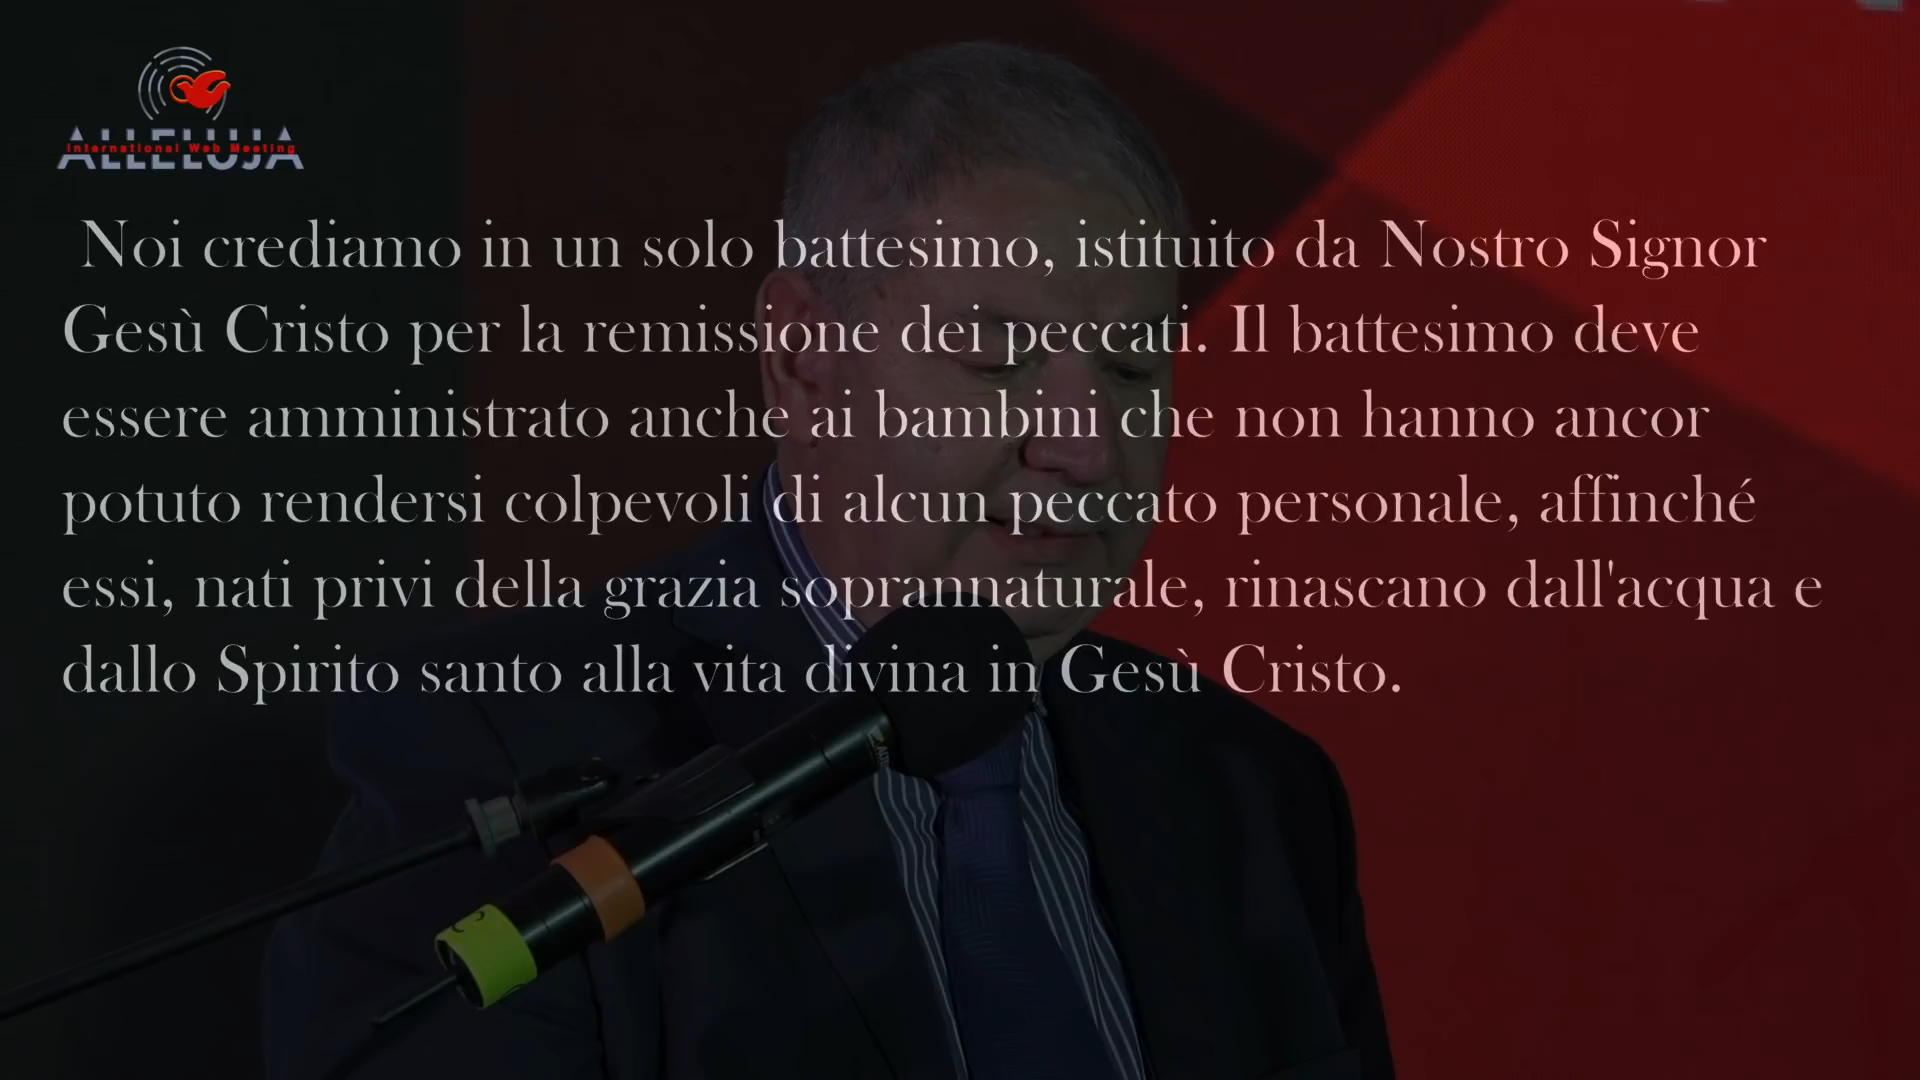 ALLELUJA
International Web Meeting
Noi crediamo in un solo battesimo, istituito da Nostro Signor
Gesù Cristo per la remissione dei peccati. Il battesimo deve
essere amministrato anche ai bambini che non hanno ancor
potuto rendersi colpevoli di alcun peccato personale, affinché
essi, nati privi della grazia soprannaturale, rinascano dall'acqua e
dallo Spirito santo alla vita divina in Gesù Cristo.